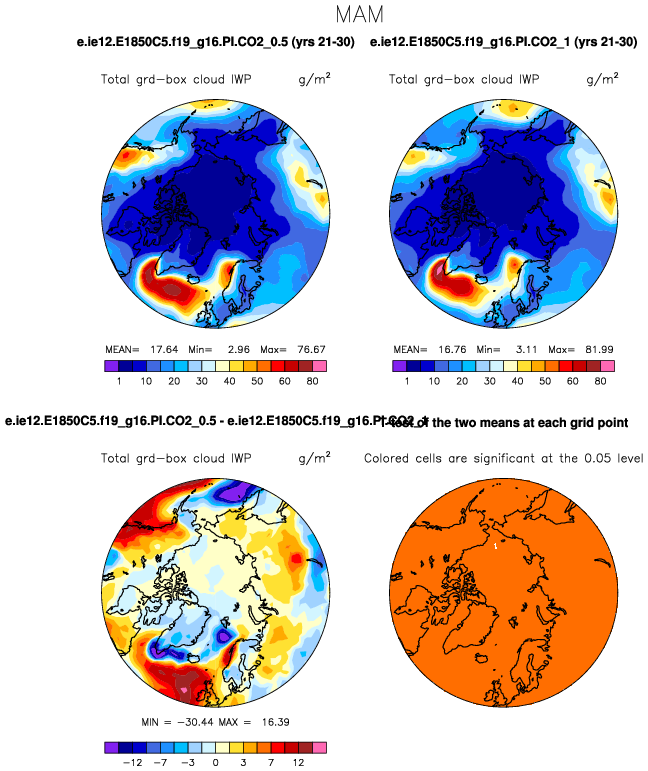 MAM
e.ie12.E1850C5.f19_g16.PI.CO2_0.5 (yrs 21-30)
e.ie12.E1850C5.f19_g16.PI.CO2_1 (yrs 21-30)
Total grd-box cloud IWP g/m²
Total grd-box cloud IWP g/m²
MEAN= 17.64 Min= 2.96 Max= 76.67
MEAN= 16.76 Min= 3.11 Max= 81.99
1 10 20 30 40 50 60 80
1 10 20 30 40 50 60 80
e.ie12.E1850C5.f19_g16.PI.CO2_0.5 - e.ie12.E1850C5.f19_g16.PI.CO2_1
T-test of the two means at each grid point
Total grd-box cloud IWP g/m²
Colored cells are significant at the 0.05 level
MIN = -30.44 MAX = 16.39
-12 -7 -3 0 3 7 12